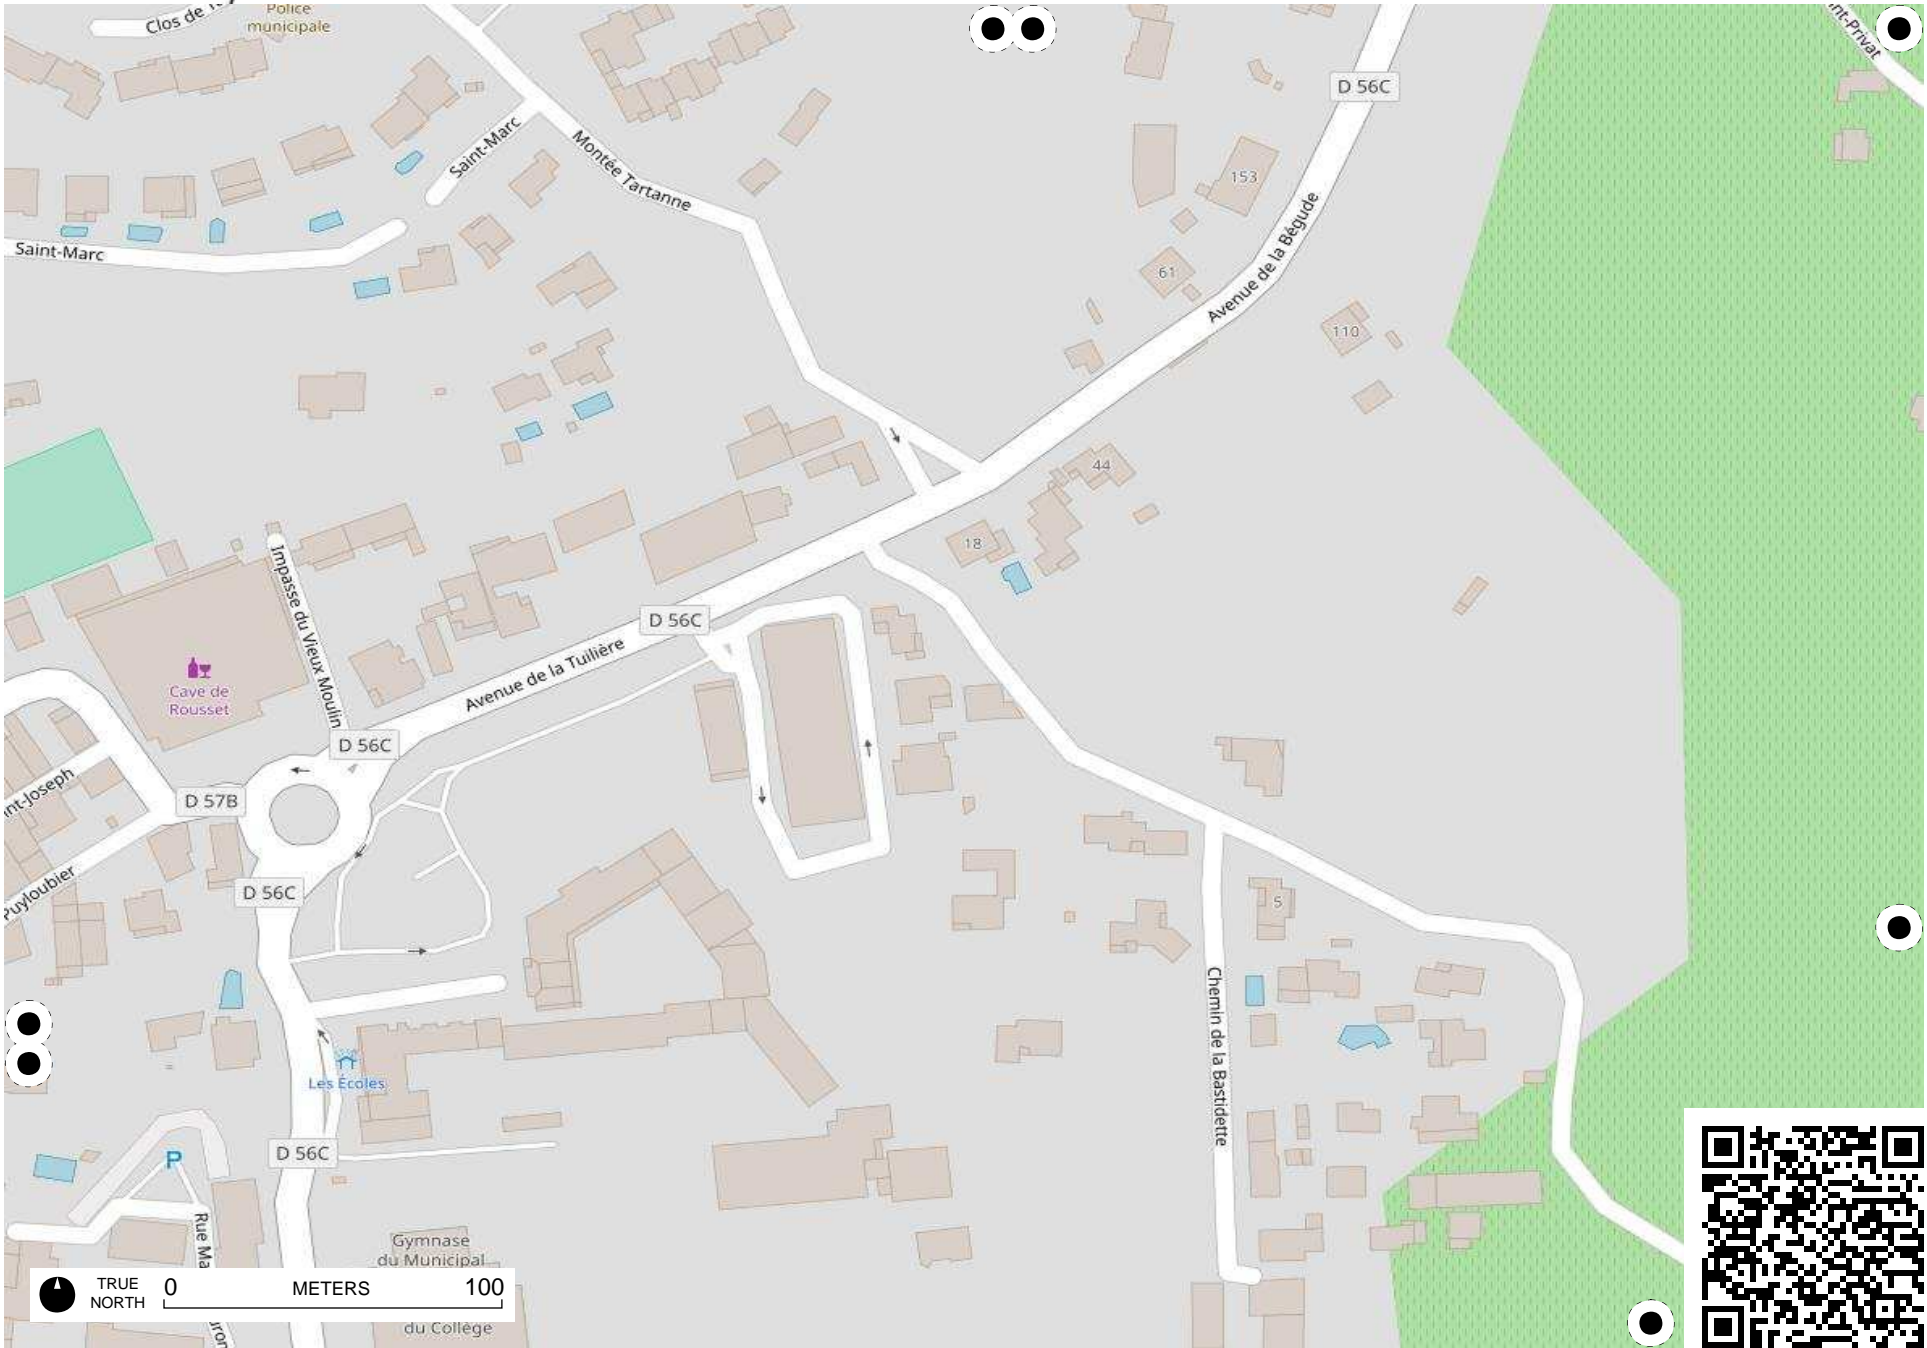 Police
municipale
D 56C
Saint-Marc
Montée Tartanne
153
Saint-Marc
Avenue de la Bégude
61
110
44
18
Impasse du Vieux Moulin
D 56C
Avenue de la Tuilière
Cave de
Rousset
D 56C
D 57B
Puyloubier
D 56C
5
Chemin de la Bastidette
Les Écoles
D 56C
P
Gymnase
du Municipal
du Collège
TRUE
NORTH
0
METERS
100